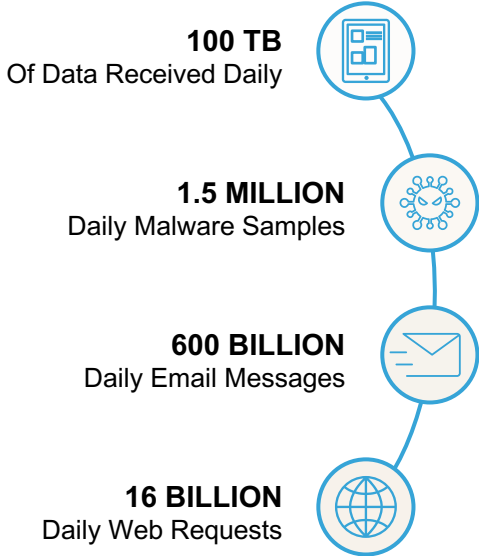 100 TB
Of Data Received Daily
1.5 MILLION
Daily Malware Samples
600 BILLION
Daily Email Messages
16 BILLION
Daily Web Requests